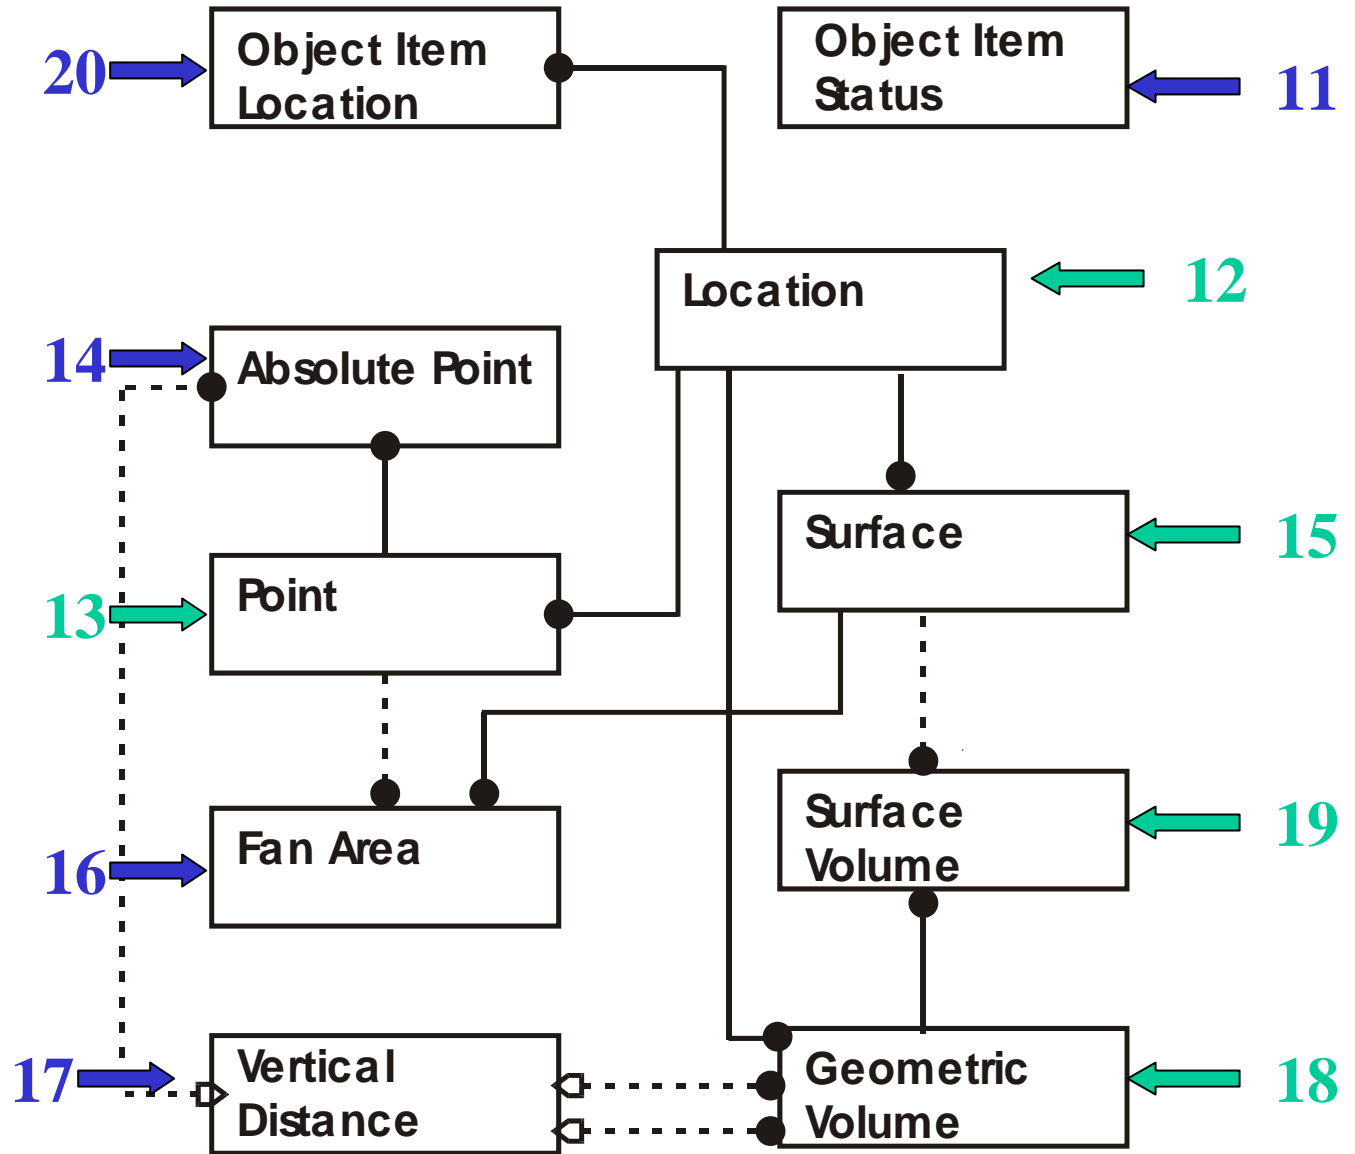 20
Object Item
Location
Object Item
Status
11
Location
12
14
Absolute Point
Surface
15
13
Point
Surface
Volume
19
16
Fan Area
17
Vertical
Distance
Geometric
Volume
18